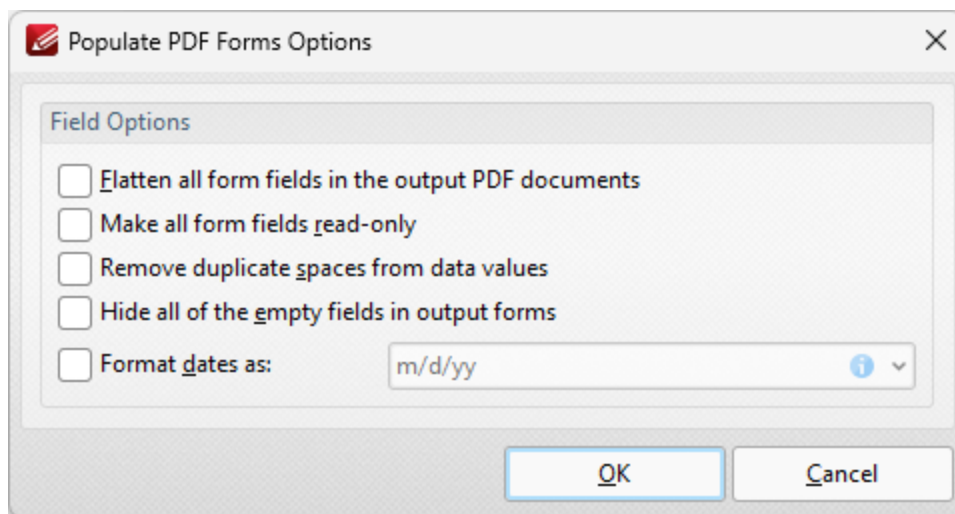 Populate PDF Forms Options
Field Options
Flatten all form fields in the output PDF documents
Make all form fields read-only
Remove duplicate spaces from data values
Hide all of the empty fields in output forms
Format dates as: m/d/yy
OK Cancel